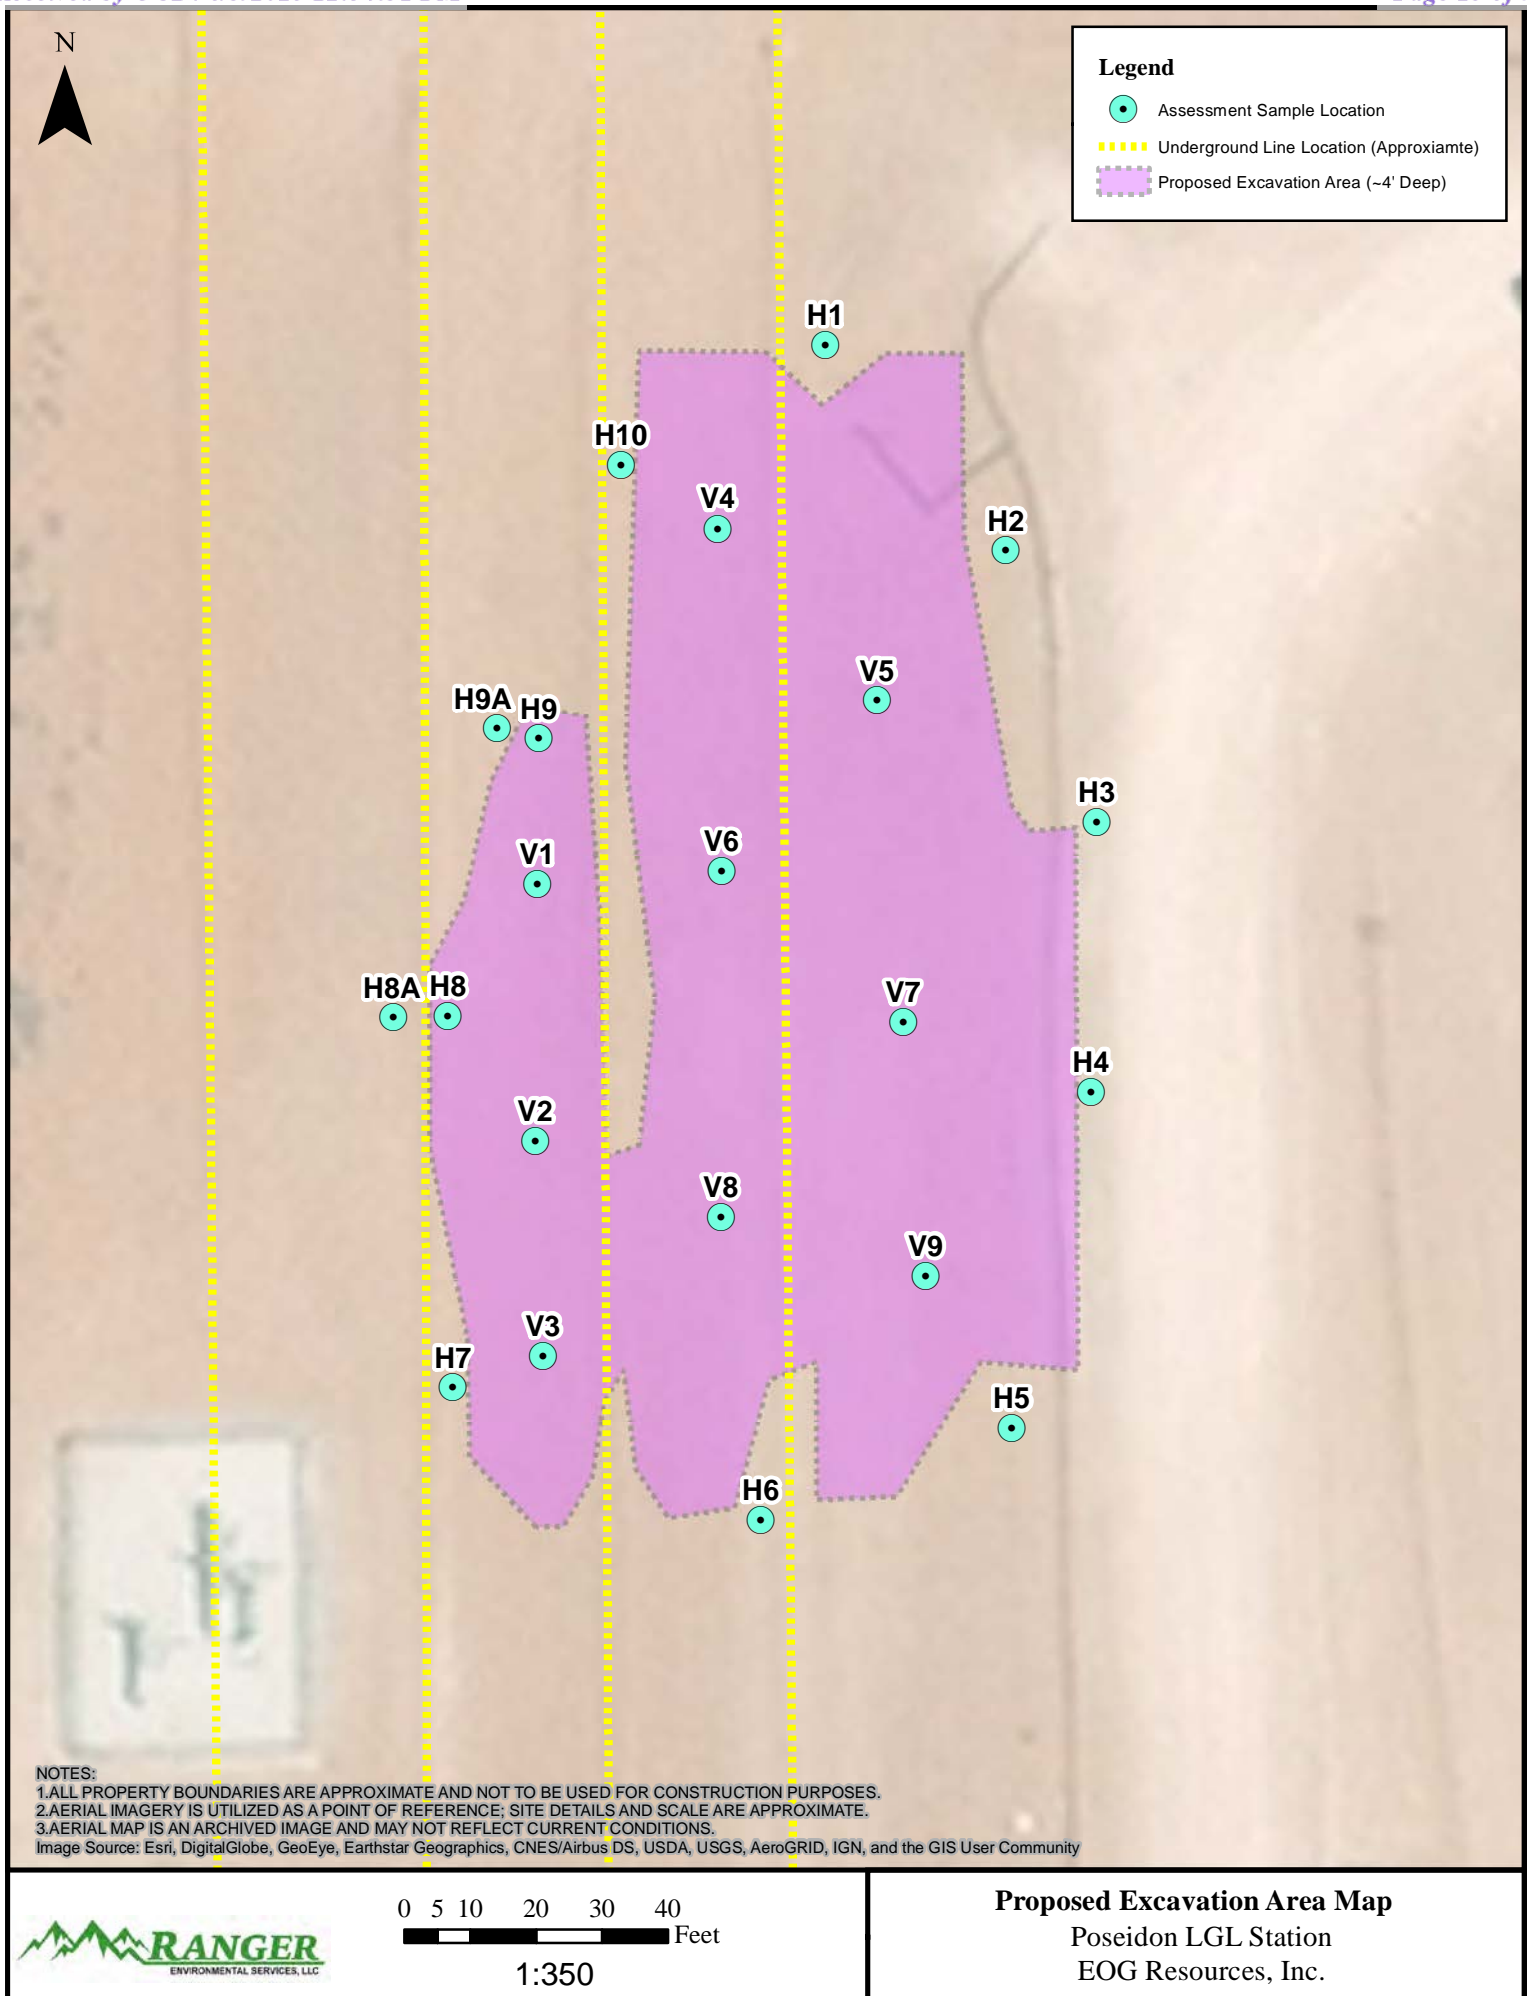 N
Legend
Assessment Sample Location
Underground Line Location (Approxiamte)
Proposed Excavation Area (~4' Deep)
H1
H10
V4
H2
V5
H9A
H9
H3
V6
V1
H8A
H8
V7
H4
V2
V8
V9
V3
H7
H5
H6
NOTES:
1.ALL PROPERTY BOUNDARIES ARE APPROXIMATE AND NOT TO BE USED FOR CONSTRUCTION PURPOSES.
2.AERIAL IMAGERY IS UTILIZED AS A POINT OF REFERENCE; SITE DETAILS AND SCALE ARE APPROXIMATE.
3.AERIAL MAP IS AN ARCHIVED IMAGE AND MAY NOT REFLECT CURRENT CONDITIONS.
Image Source: Esri, DigitalGlobe, GeoEye, Earthstar Geographics, CNES/Airbus DS, USDA, USGS, AeroGRID, IGN, and the GIS User Community
RANGER
ENVIRONMENTAL SERVICES, LLC
0 5 10 20 30 40
Feet
1:350
Proposed Excavation Area Map
Poseidon LGL Station
EOG Resources, Inc.